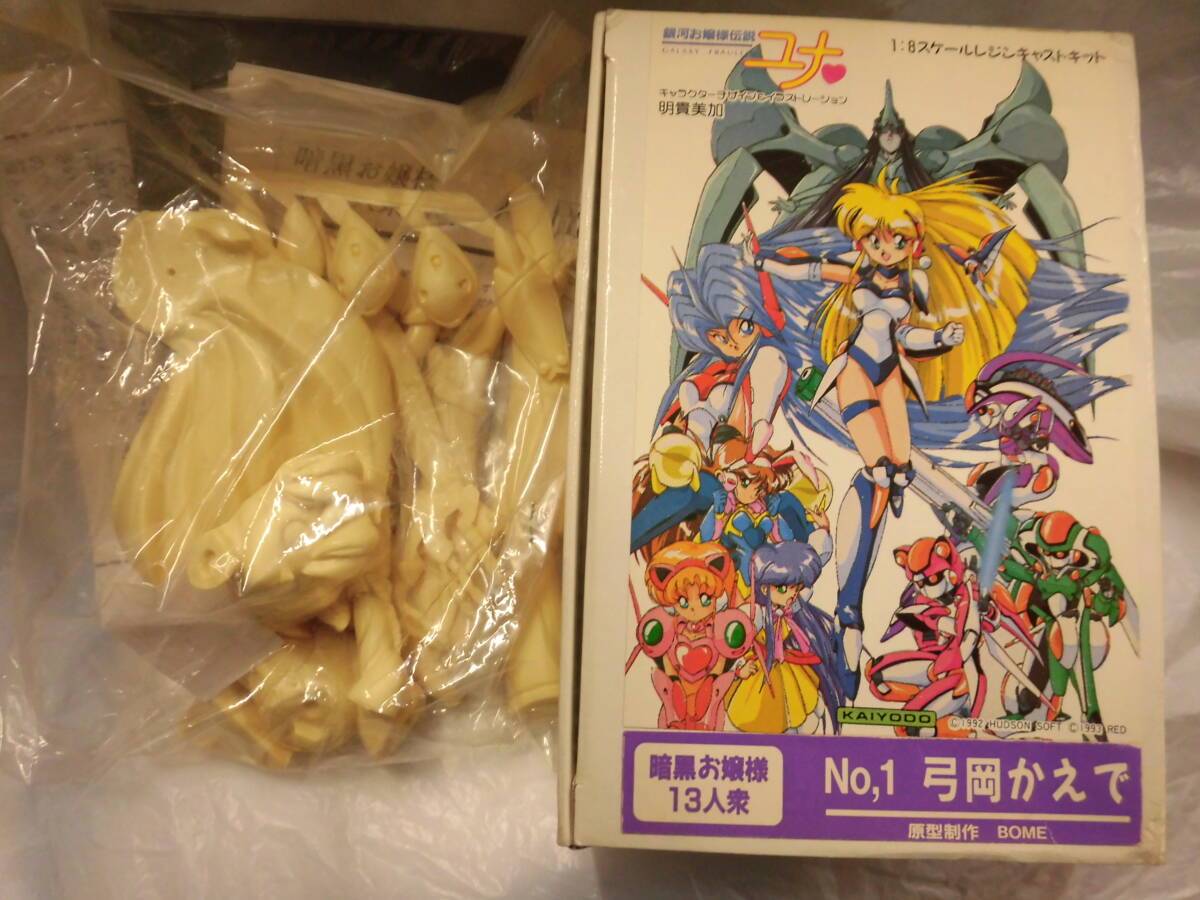 銀河お嬢様伝説
ユナ
1:8スケールレジンキャストキット
キャラクターデザイン&イラストレーション
明貴美加
KAIYODO
©1992 HUDSON SOFT ©1993 RED
暗黒お嬢様
13人衆
No,1 弓岡かえで
原型制作 BOME
暗黒お嬢様